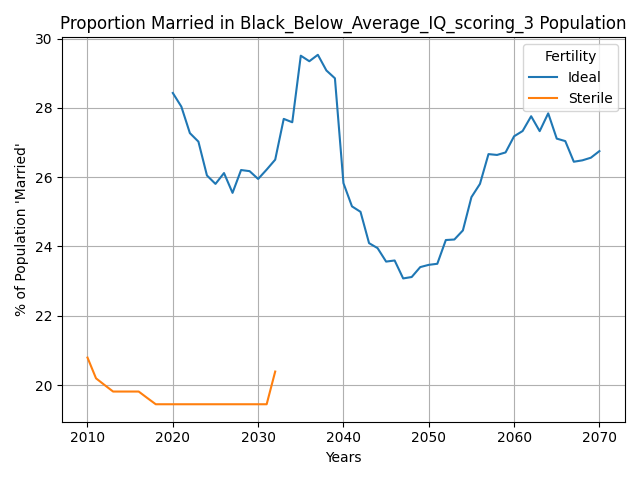 Proportion Married in Black_Below_Average_IQ_scoring_3 Population
30
28
26
24
22
20
% of Population 'Married'
Fertility
Ideal
Sterile
2010
2020
2030
2040
2050
2060
2070
Years